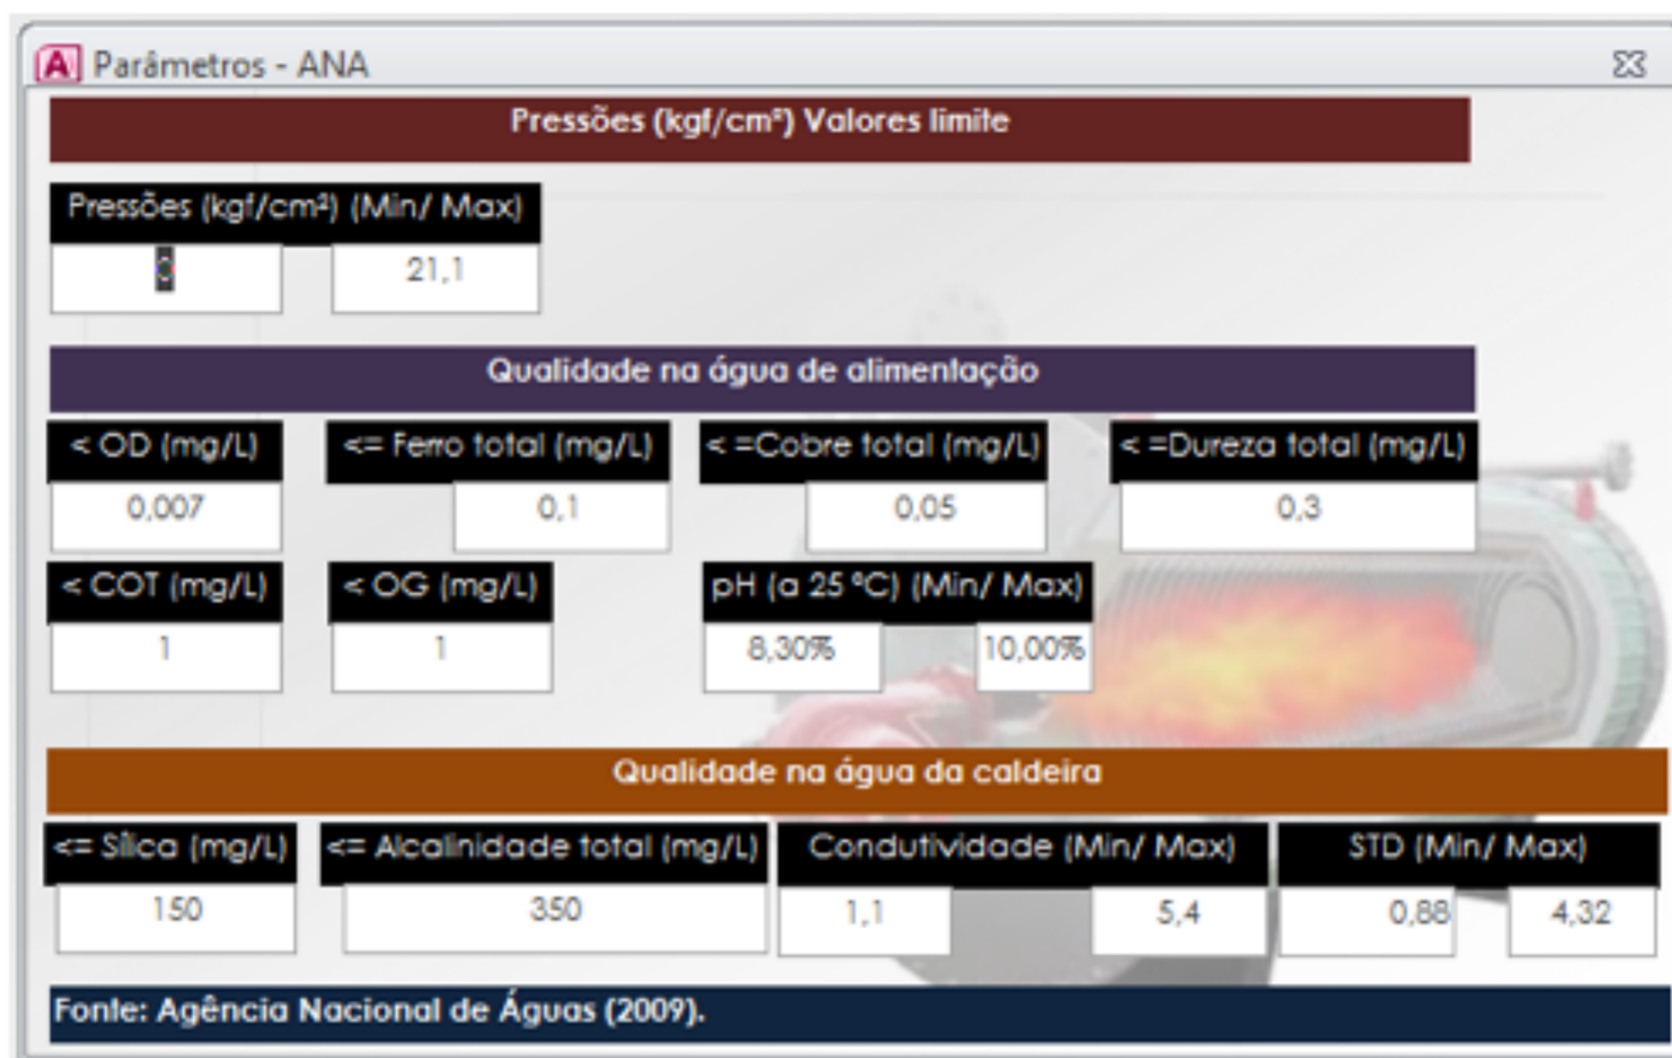 Parâmetros - ANA
Pressões (kgf/cm²) Valores limite
Pressões (kgf/cm²) (Min/ Max)
0 21,1
Qualidade na água de alimentação
< OD (mg/L) <= Ferro total (mg/L) < =Cobre total (mg/L) < =Dureza total (mg/L)
0,007 0,1 0,05 0,3
< COT (mg/L) < OG (mg/L) pH (a 25 ºC) (Min/ Max)
1 1 8,30% 10,00%
Qualidade na água da caldeira
<= Sílica (mg/L) <= Alcalinidade total (mg/L) Condutividade (Min/ Max) STD (Min/ Max)
150 350 1,1 5,4 0,88 4,32
Fonte: Agência Nacional de Águas (2009).